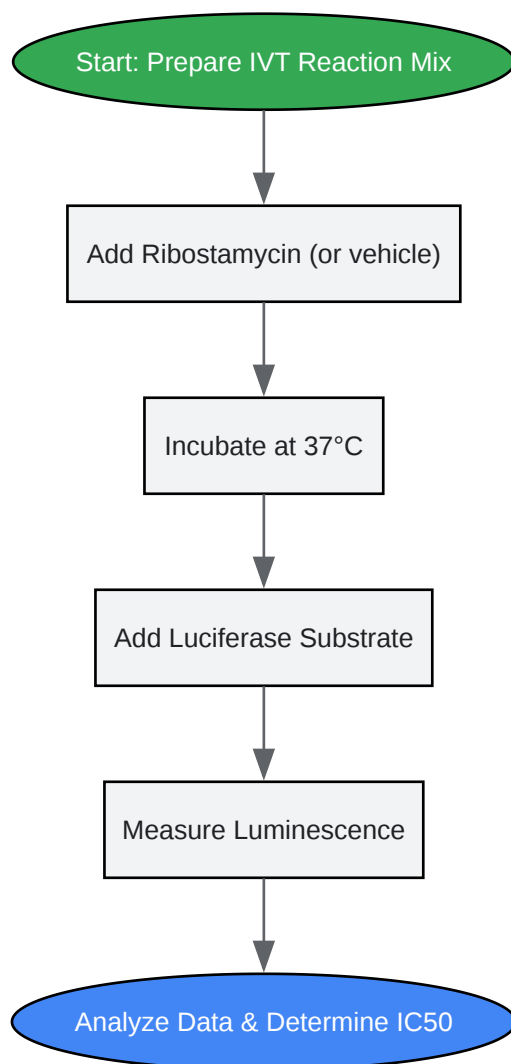 Start: Prepare IVT Reaction Mix
Add Ribostamycin (or vehicle)
Incubate at 37°C
Add Luciferase Substrate
Measure Luminescence
Analyze Data & Determine IC50